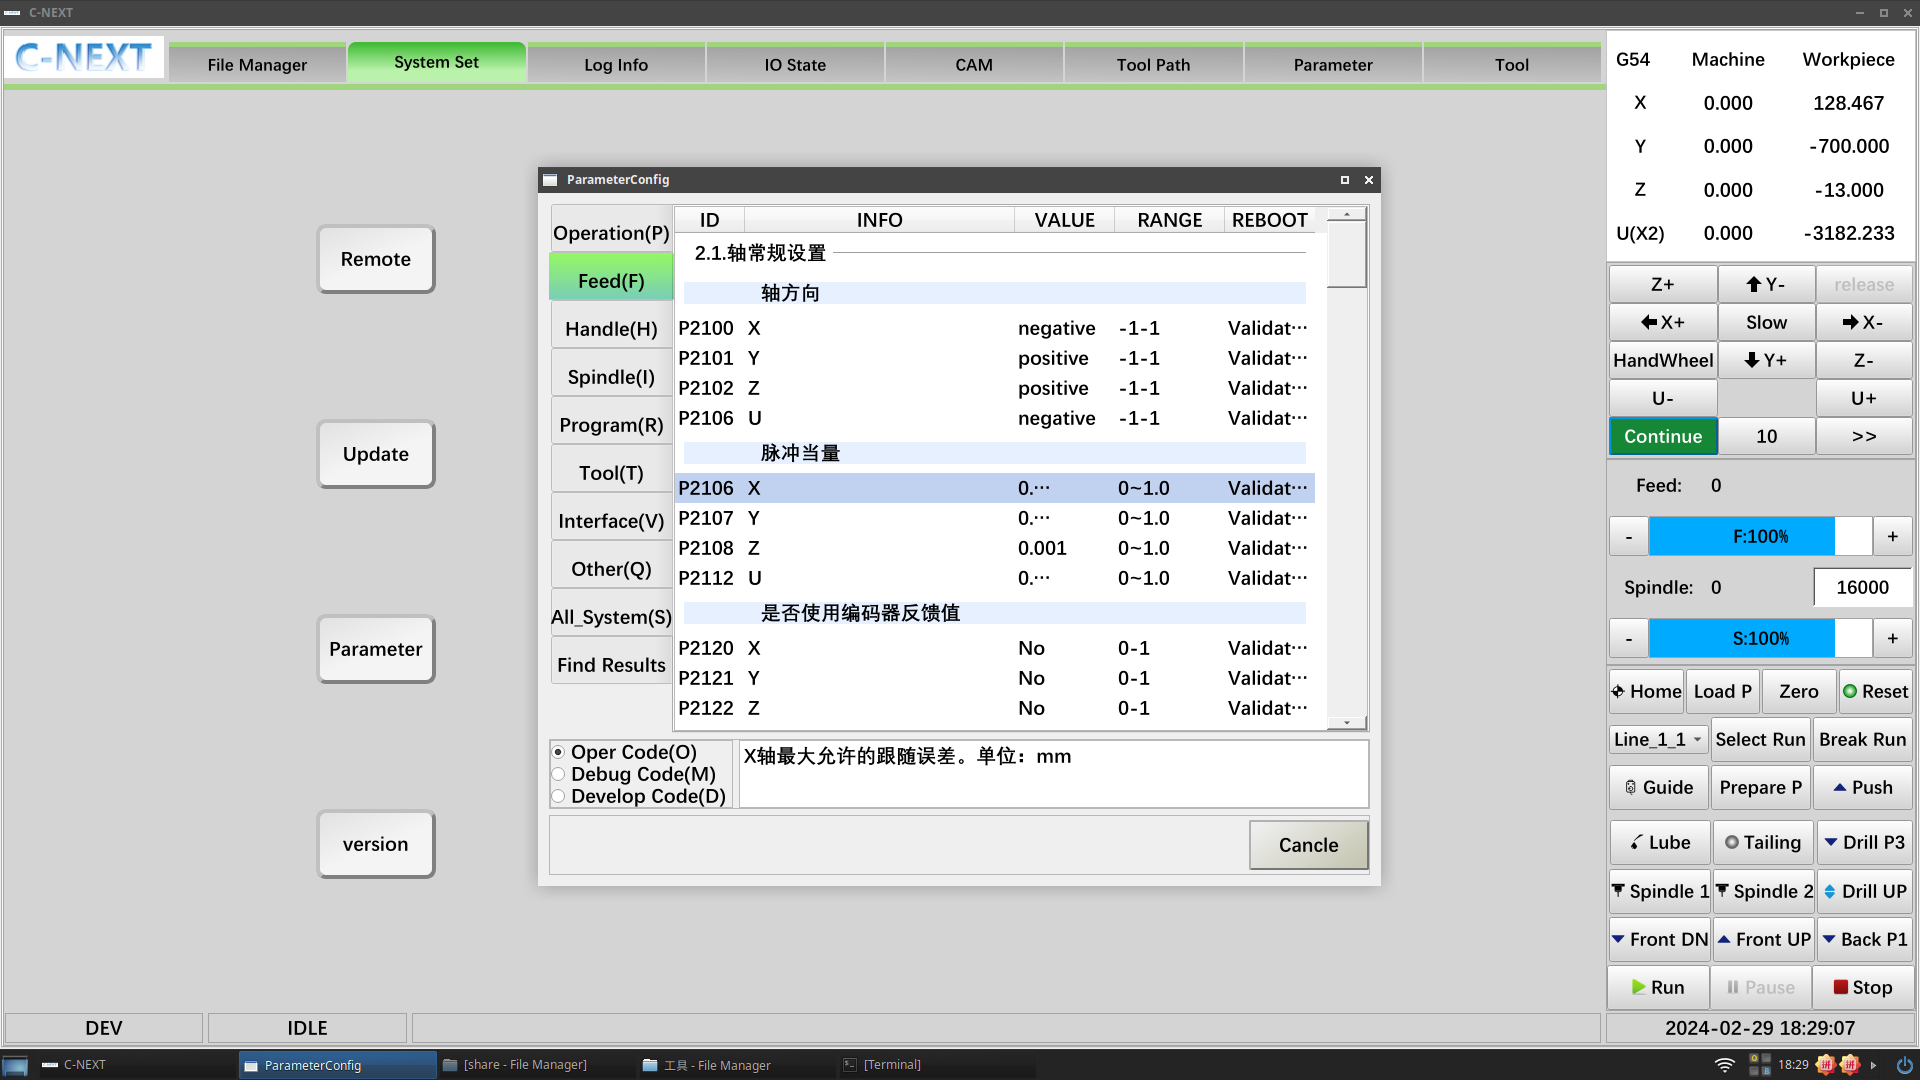 C-NEXT
C-NEXT
File Manager
System Set
Log Info
IO State
CAM
Tool Path
Parameter
Tool
G54 Machine Workpiece
X 0.000 128.467
Y 0.000 -700.000
Z 0.000 -13.000
U(X2) 0.000 -3182.233
Z+ Y- release
X+ Slow X-
HandWheel Y+ Z-
U- U+
Continue 10 >>
Feed: 0
- F:100% +
Spindle: 0 16000
- S:100% +
Home Load P Zero Reset
Line_1_1 Select Run Break Run
Guide Prepare P Push
Lube Tailing Drill P3
Spindle 1 Spindle 2 Drill UP
Front DN Front UP Back P1
Run Pause Stop
2024-02-29 18:29:07
Remote
Update
Parameter
version
ParameterConfig
Operation(P)
Feed(F)
Handle(H)
Spindle(I)
Program(R)
Tool(T)
Interface(V)
Other(Q)
All_System(S)
Find Results
ID INFO VALUE RANGE REBOOT
2.1.轴常规设置
轴方向
P2100 X negative -1-1 Validat···
P2101 Y positive -1-1 Validat···
P2102 Z positive -1-1 Validat···
P2106 U negative -1-1 Validat···
脉冲当量
P2106 X 0.··· 0~1.0 Validat···
P2107 Y 0.··· 0~1.0 Validat···
P2108 Z 0.001 0~1.0 Validat···
P2112 U 0.··· 0~1.0 Validat···
是否使用编码器反馈值
P2120 X No 0-1 Validat···
P2121 Y No 0-1 Validat···
P2122 Z No 0-1 Validat···
Oper Code(O)
Debug Code(M)
Develop Code(D)
X轴最大允许的跟随误差。单位：mm
Cancle
DEV
IDLE
C-NEXT
ParameterConfig
[share - File Manager]
工具 - File Manager
[Terminal]
18:29
拼 拼